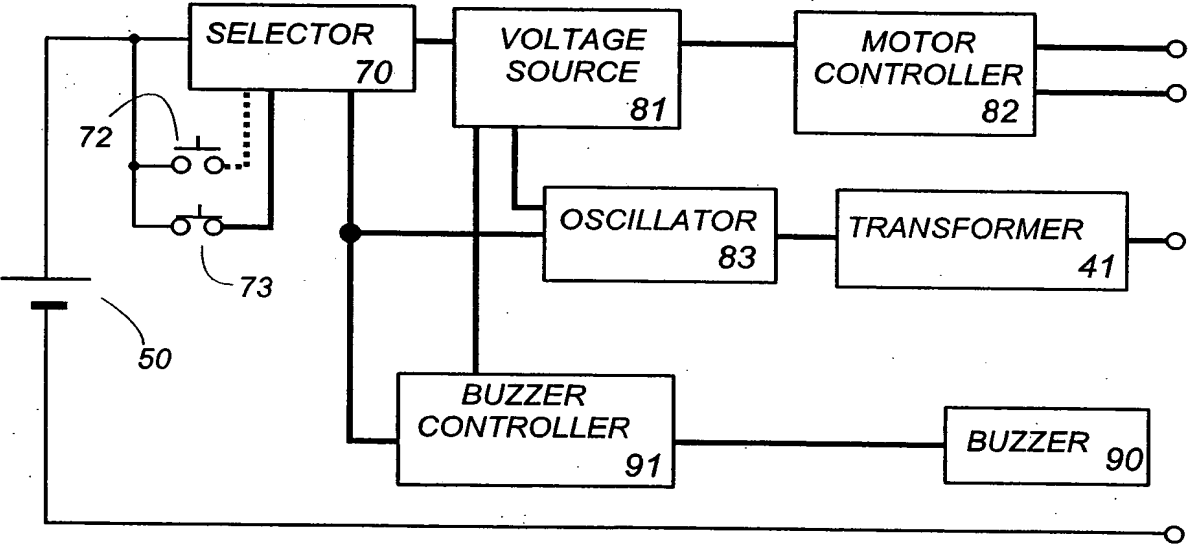 SELECTOR
70
VOLTAGE
SOURCE
81
MOTOR
CONTROLLER
82
72
73
50
OSCILLATOR
83
TRANSFORMER
41
BUZZER
CONTROLLER
91
BUZZER 90